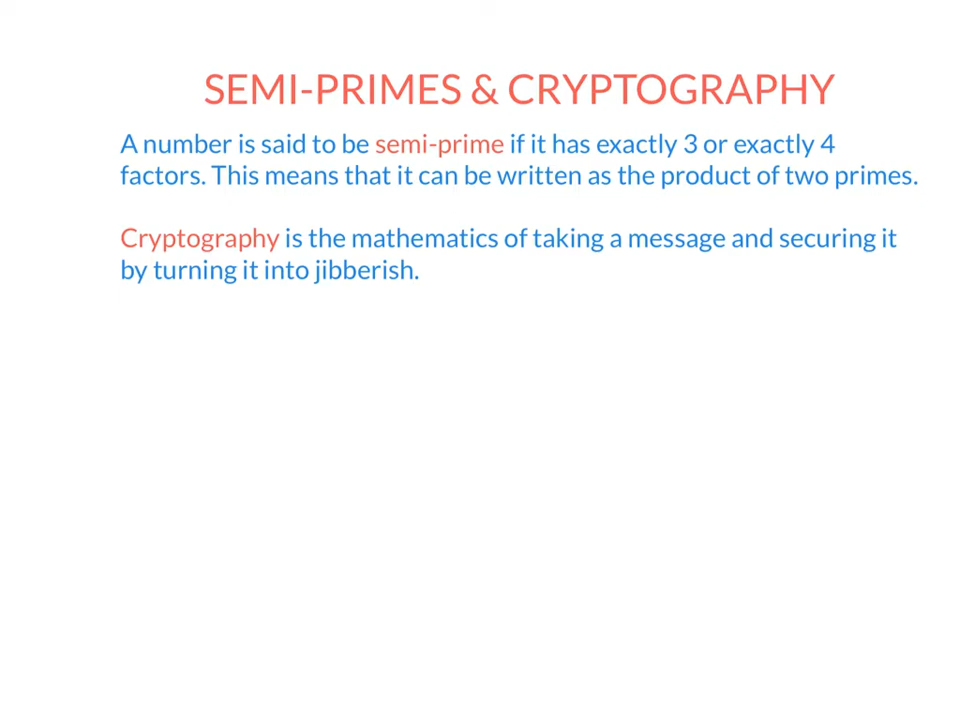 SEMI-PRIMES & CRYPTOGRAPHY
A number is said to be semi-prime if it has exactly 3 or exactly 4
factors. This means that it can be written as the product of two primes.
Cryptography is the mathematics of taking a message and securing it
by turning it into jibberish.